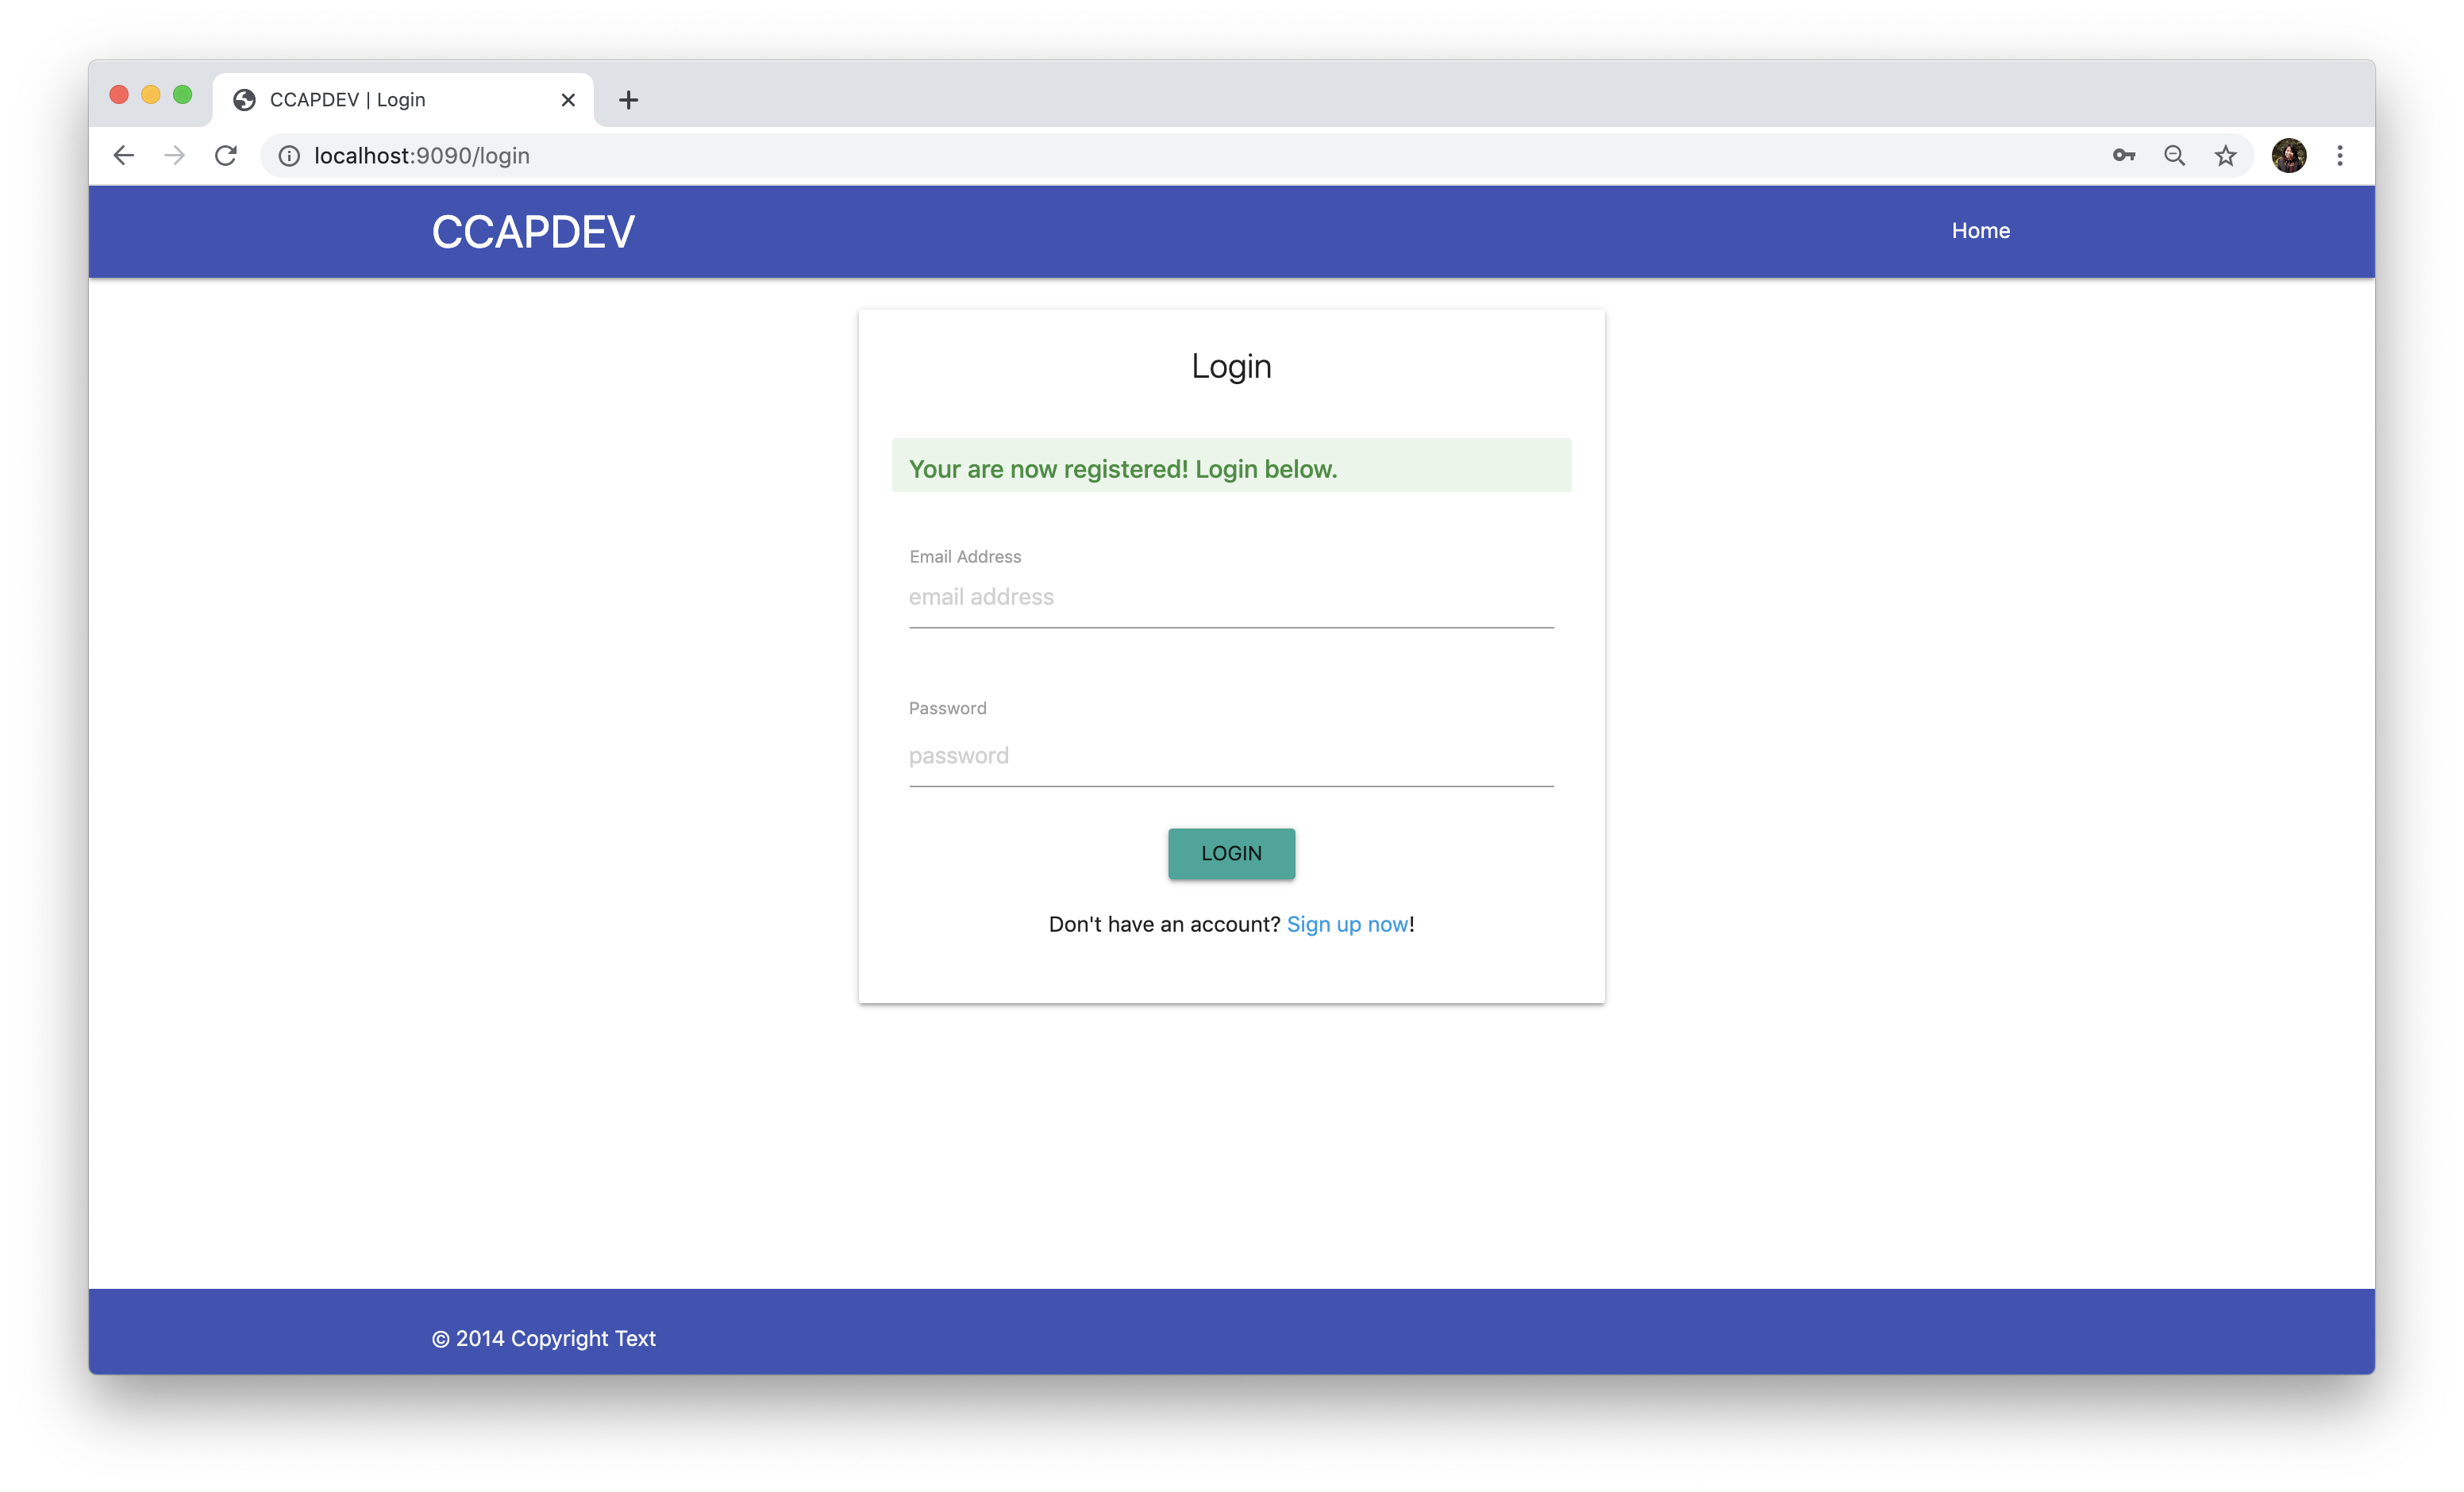 CCAPDEV | Login
localhost:9090/login
CCAPDEV
Home
Login
Your are now registered! Login below.
Email Address
email address
Password
password
LOGIN
Don't have an account? Sign up now!
© 2014 Copyright Text